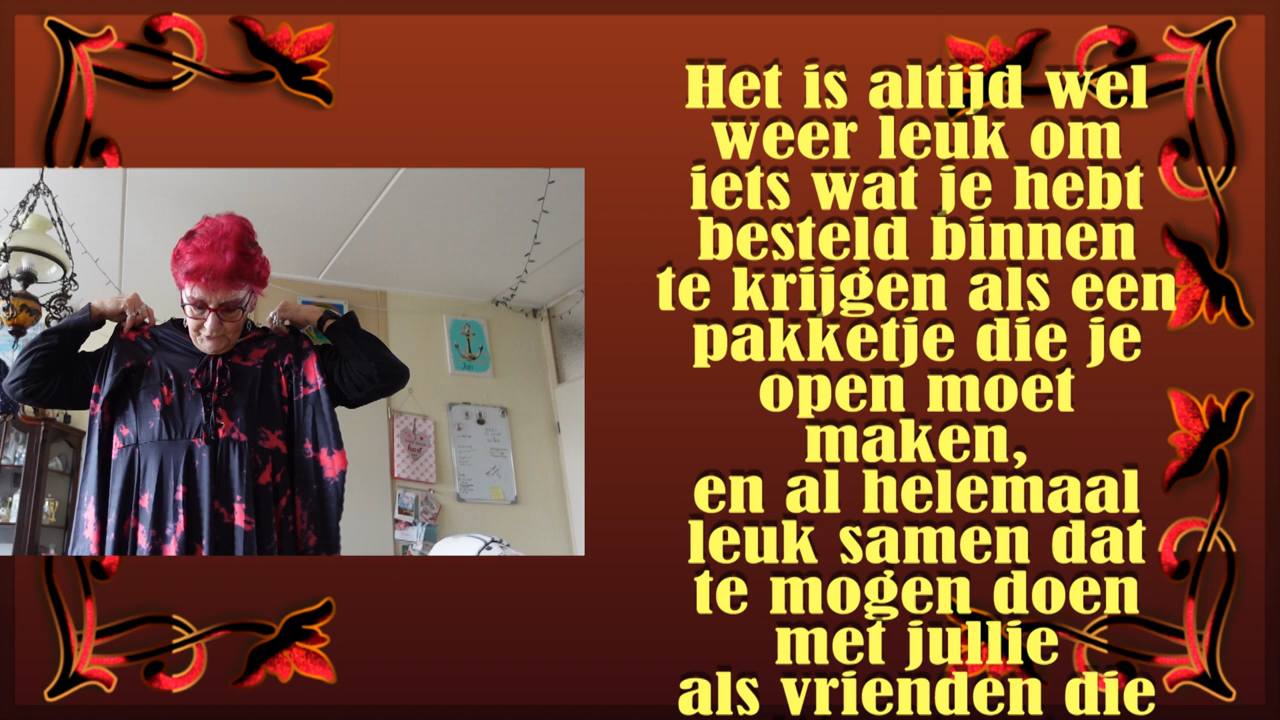 Het is altijd wel
weer leuk om
iets wat je hebt
besteld binnen
te krijgen als een
pakketje die je
open moet
maken,
en al helemaal
leuk samen dat
te mogen doen
met jullie
als vrienden die